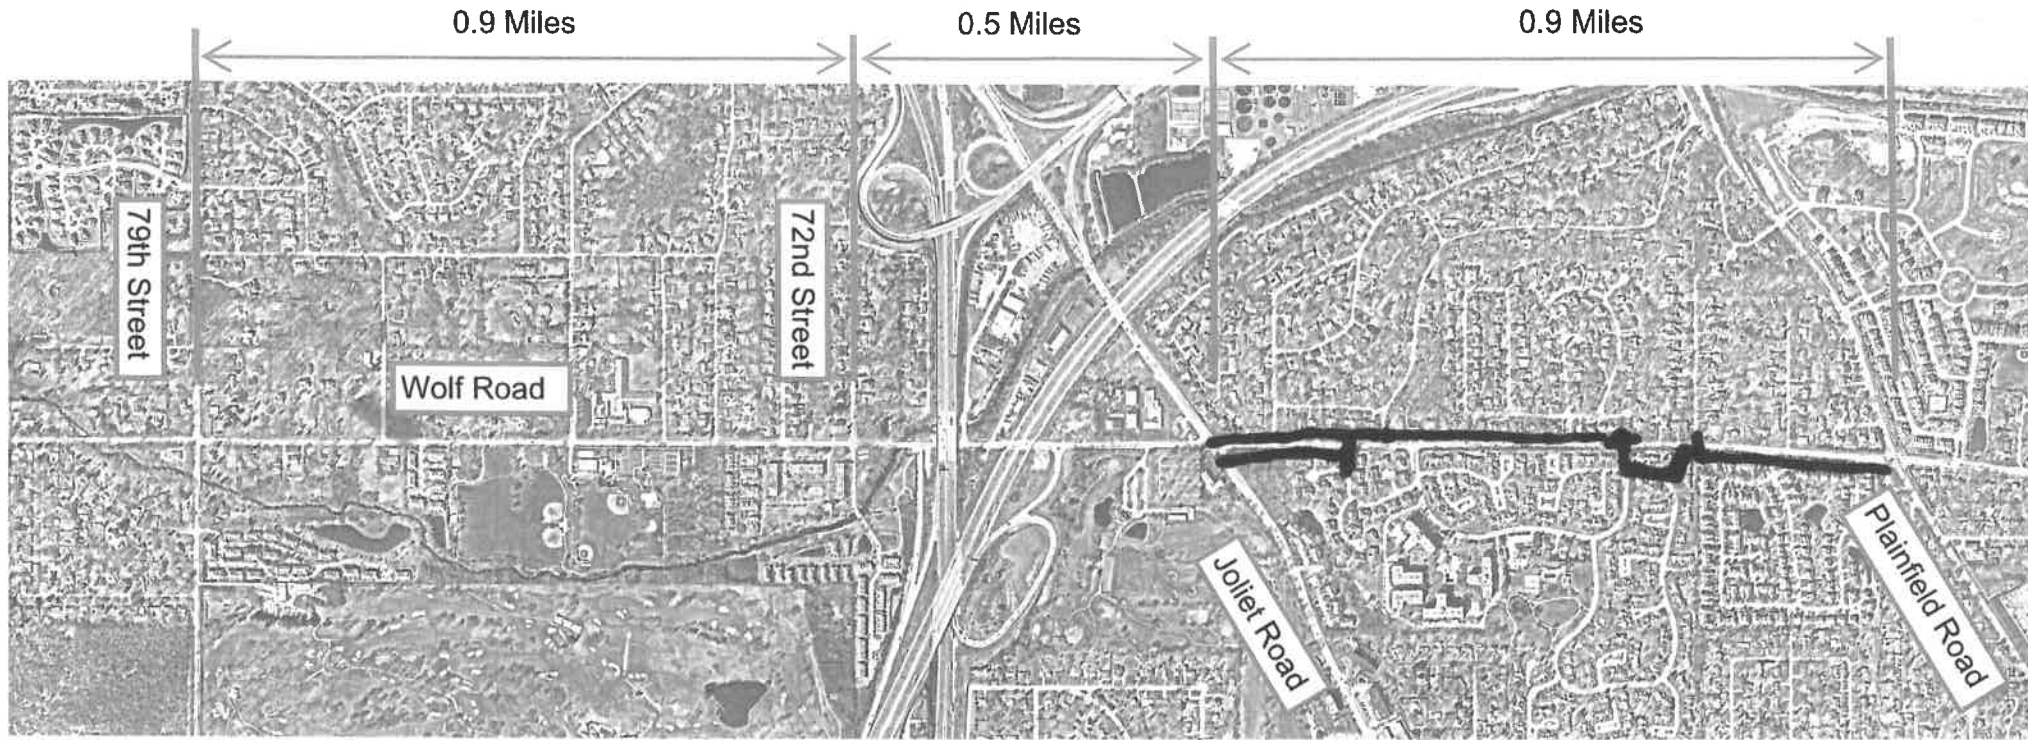 0.9 Miles
0.5 Miles
0.9 Miles
79th Street
72nd Street
Wolf Road
Joliet Road
Plainfield Road